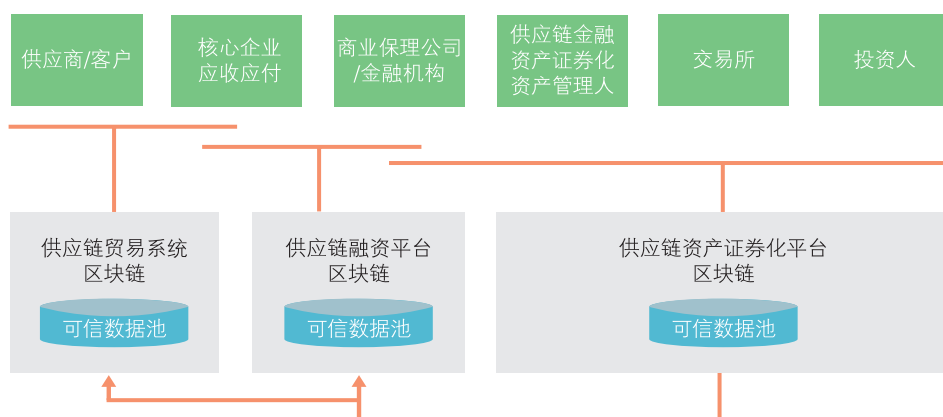 供应商/客户
核心企业
应收应付
商业保理公司
/金融机构
供应链金融
资产证券化
资产管理人
交易所
投资人
供应链贸易系统
区块链
可信数据池
供应链融资平台
区块链
可信数据池
供应链资产证券化平台
区块链
可信数据池